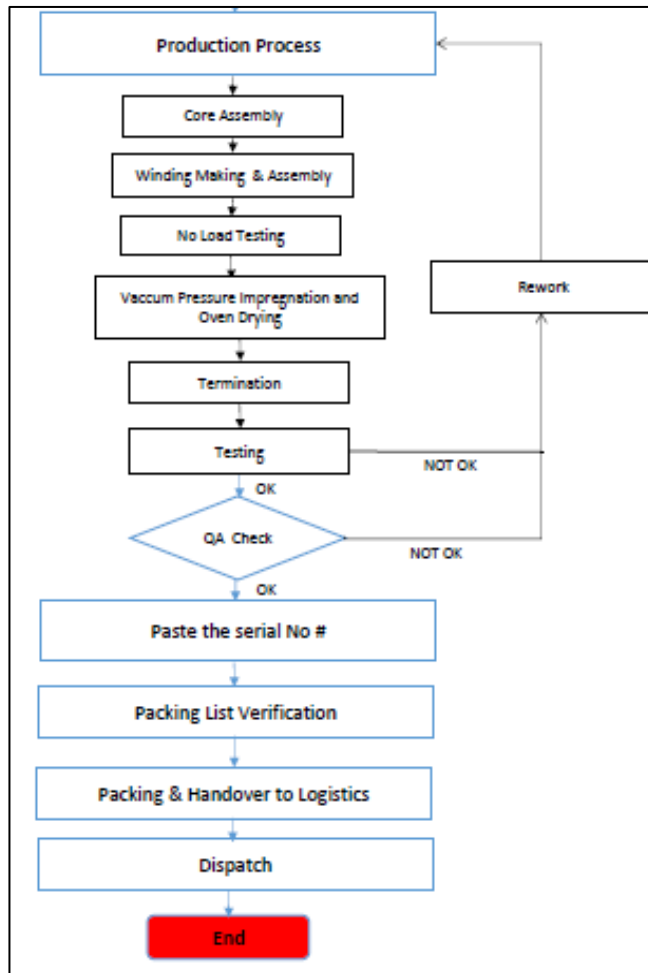 Production Process
Core Assembly
Winding Making & Assembly
No Load Testing
Vaccum Pressure Impregnation and
Oven Drying
Rework
Termination
Testing
NOT OK
OK
QA Check
NOT OK
OK
Paste the serial No #
Packing List Verification
Packing & Handover to Logistics
Dispatch
End